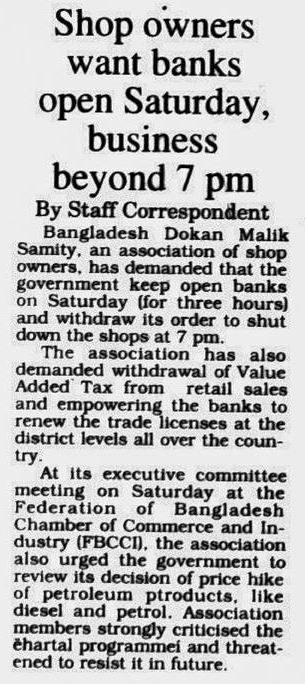 Shop owners
want banks
open Saturday,
business
beyond 7 pm
By Staff Correspondent
Bangladesh Dokan Malik
Samity, an association of shop
owners, has demanded that the
government keep open banks
on Saturday (for three hours)
and withdraw its order to shut
down the shops at 7 pm.
The association has also
demanded withdrawal of Value
Added Tax from retail sales
and empowering the banks to
renew the trade licenses at the
district levels all over the coun-
try.
At its executive committee
meeting on Saturday at the
Federation of Bangladesh
Chamber of Commerce and In-
dustry (FBCCI), the association
also urged the government to
review its decision of price hike
of petroleum ptroducts, like
diesel and petrol. Association
members strongly criticised the
ëhartal programmeí and threat-
ened to resist it in future.